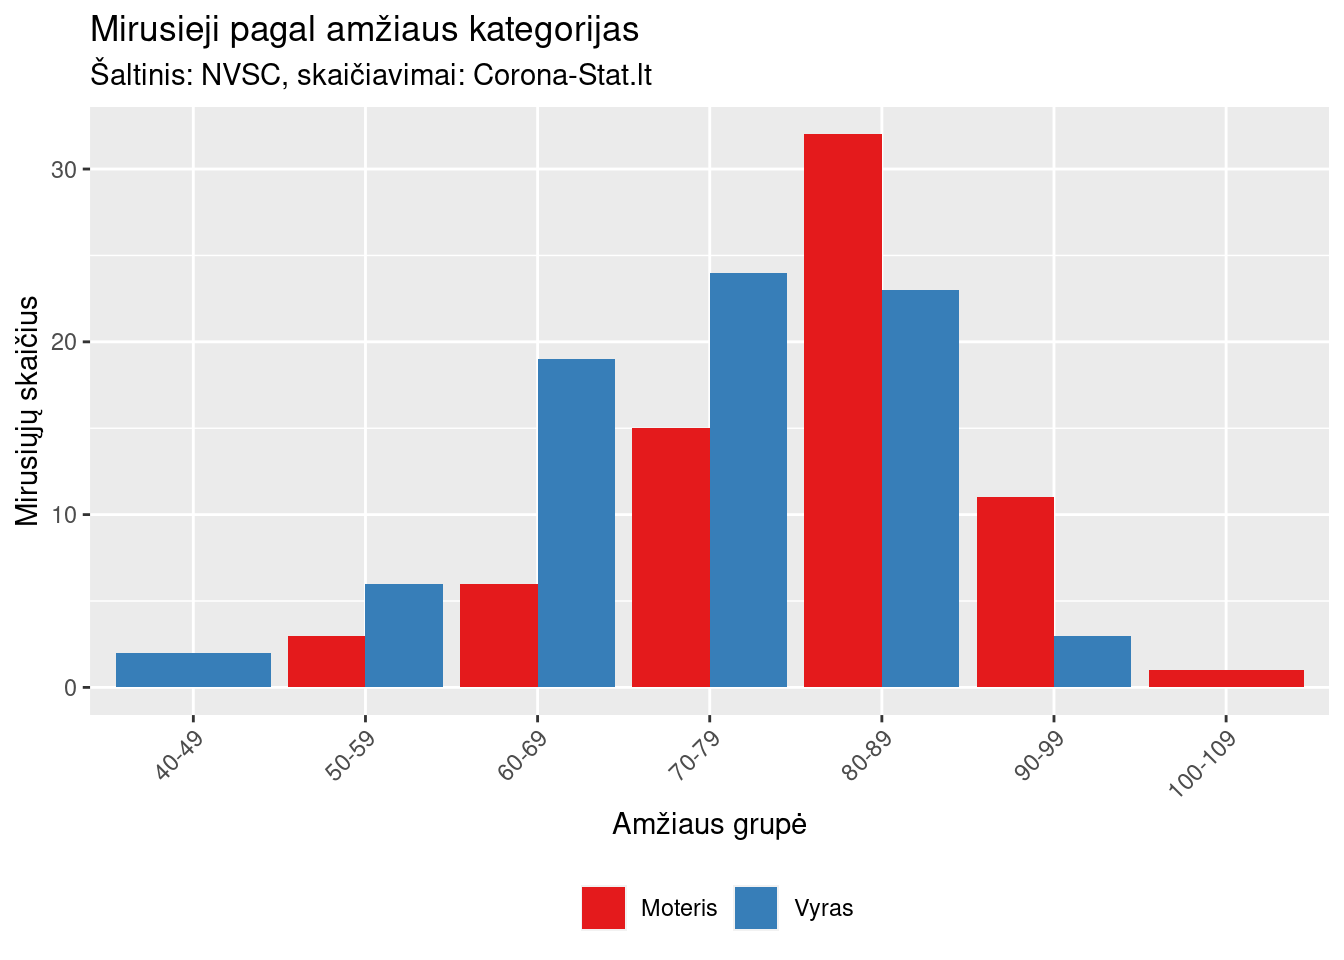 Mirusieji pagal amžiaus kategorijas
Šaltinis: NVSC, skaičiavimai: Corona-Stat.lt
Mirusiųjų skaičius
30
20
10
0
40-49
50-59
60-69
70-79
80-89
90-99
100-109
Amžiaus grupė
Moteris
Vyras